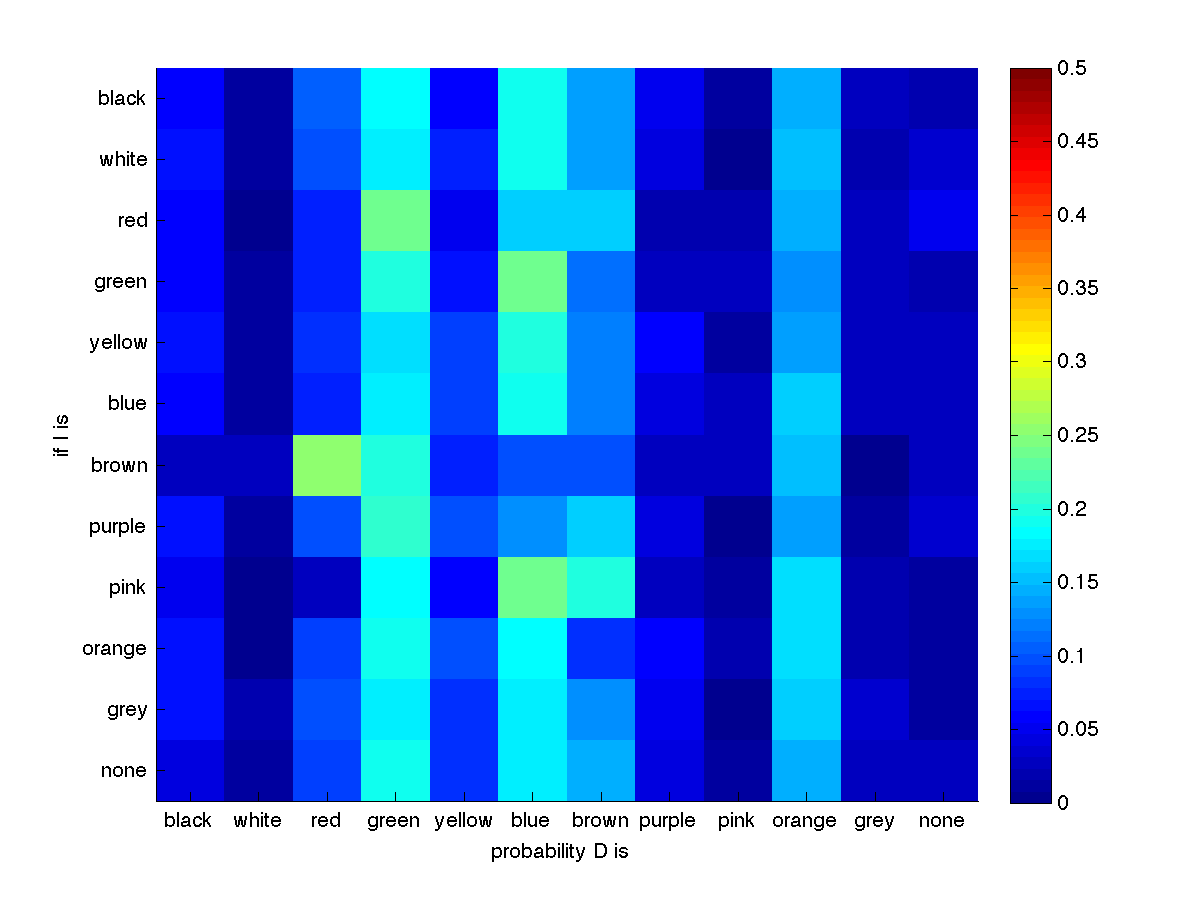 black
white
red
green
yellow
blue
brown
purple
pink
orange
grey
none
if I is
black white red green yellow blue brown purple pink orange grey none
probability D is
0.5
0.45
0.4
0.35
0.3
0.25
0.2
0.15
0.1
0.05
0